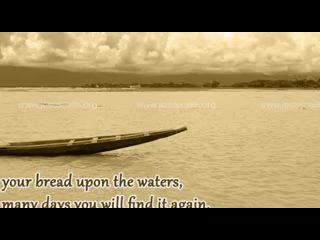 your bread upon the waters,
many days you will find it again.